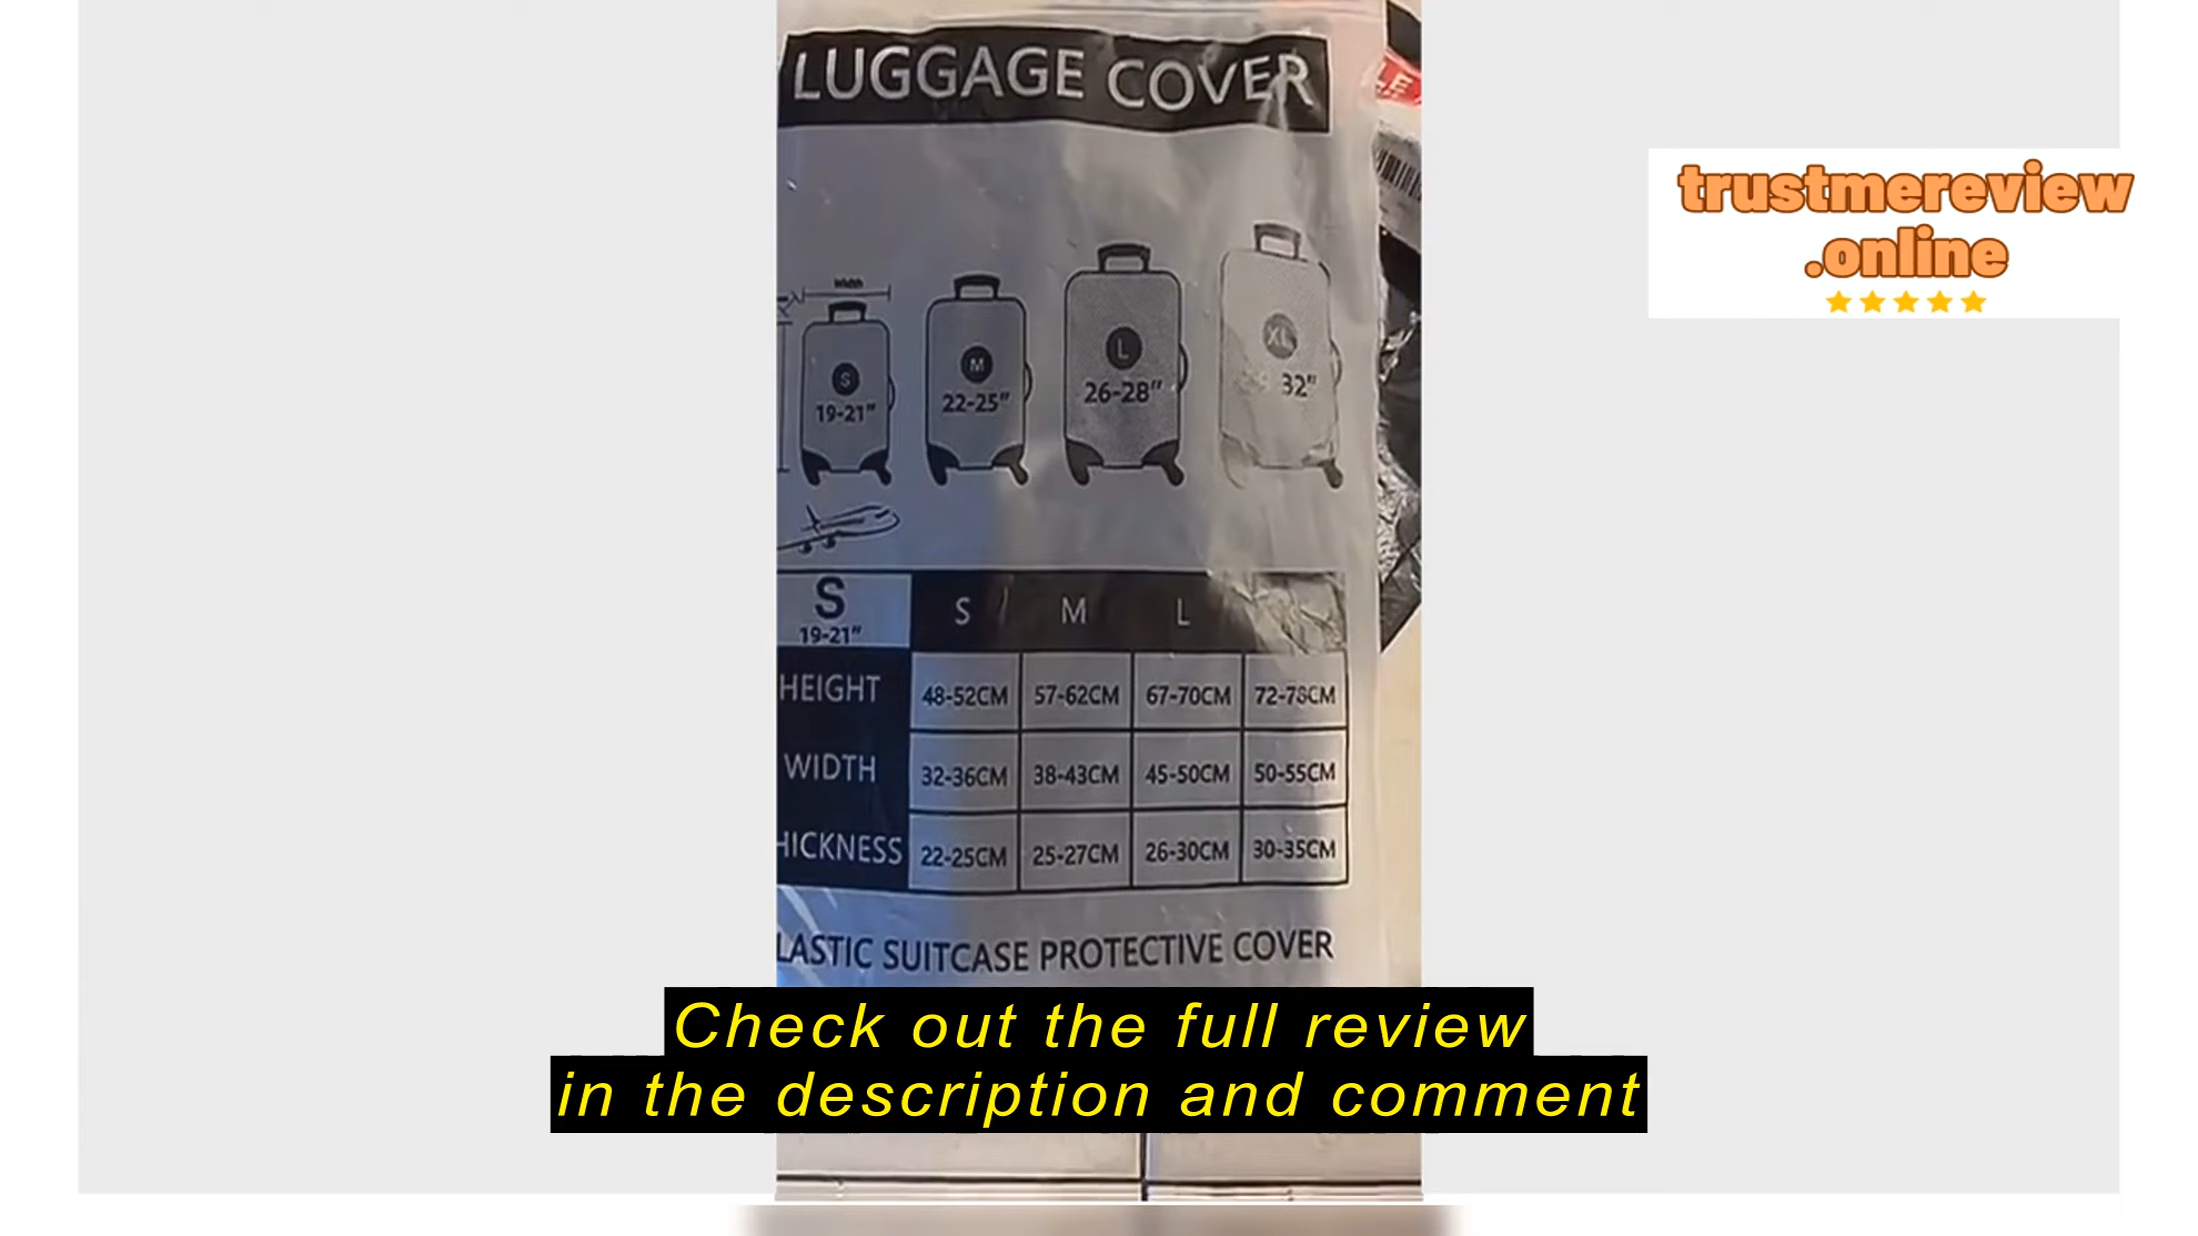 LUGGAGE COVER
trustmereview
.online
Width
S
M
L
XL
19-21"
22-25"
26-28"
32"
S
19-21"
S M L
HEIGHT 48-52CM 57-62CM 67-70CM 72-78CM
WIDTH 32-36CM 38-43CM 45-50CM 50-55CM
HICKNESS 22-25CM 25-27CM 26-30CM 30-35CM
LASTIC SUITCASE PROTECTIVE COVER
Check out the full review
in the description and comment